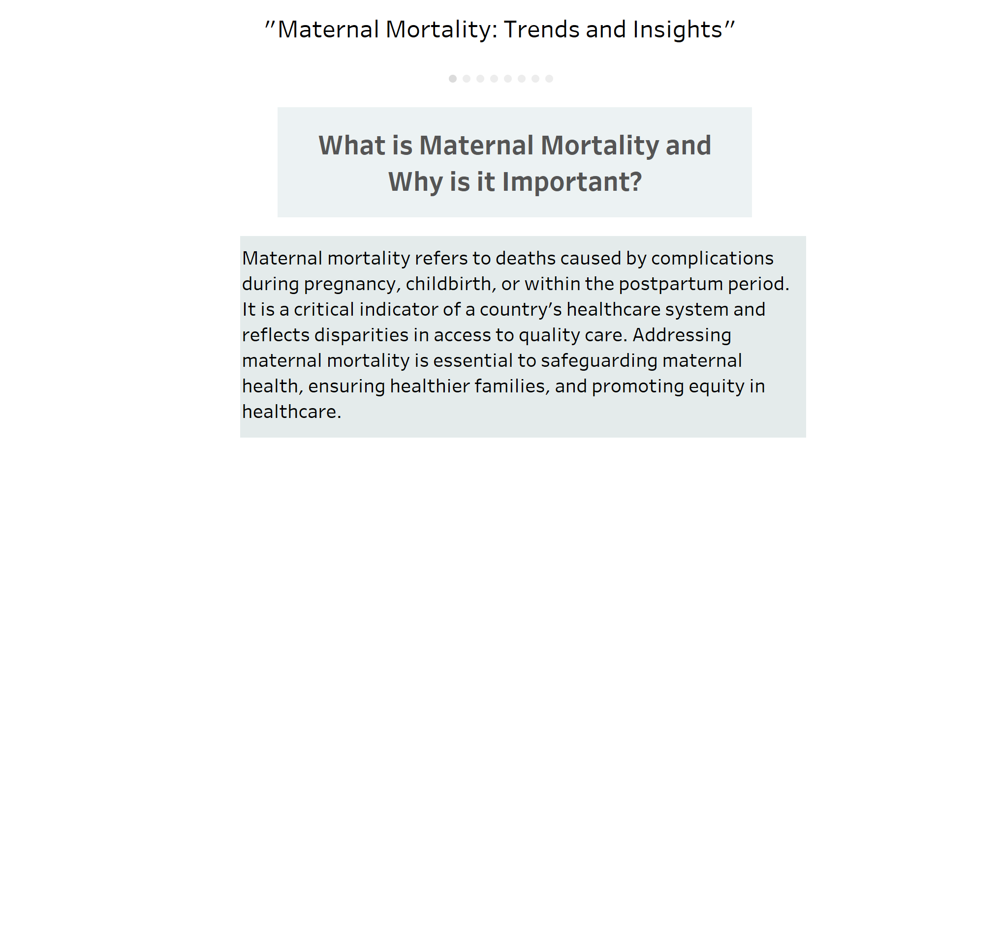 "Maternal Mortality: Trends and Insights"
What is Maternal Mortality and
Why is it Important?
Maternal mortality refers to deaths caused by complications
during pregnancy, childbirth, or within the postpartum period.
It is a critical indicator of a country's healthcare system and
reflects disparities in access to quality care. Addressing
maternal mortality is essential to safeguarding maternal
health, ensuring healthier families, and promoting equity in
healthcare.